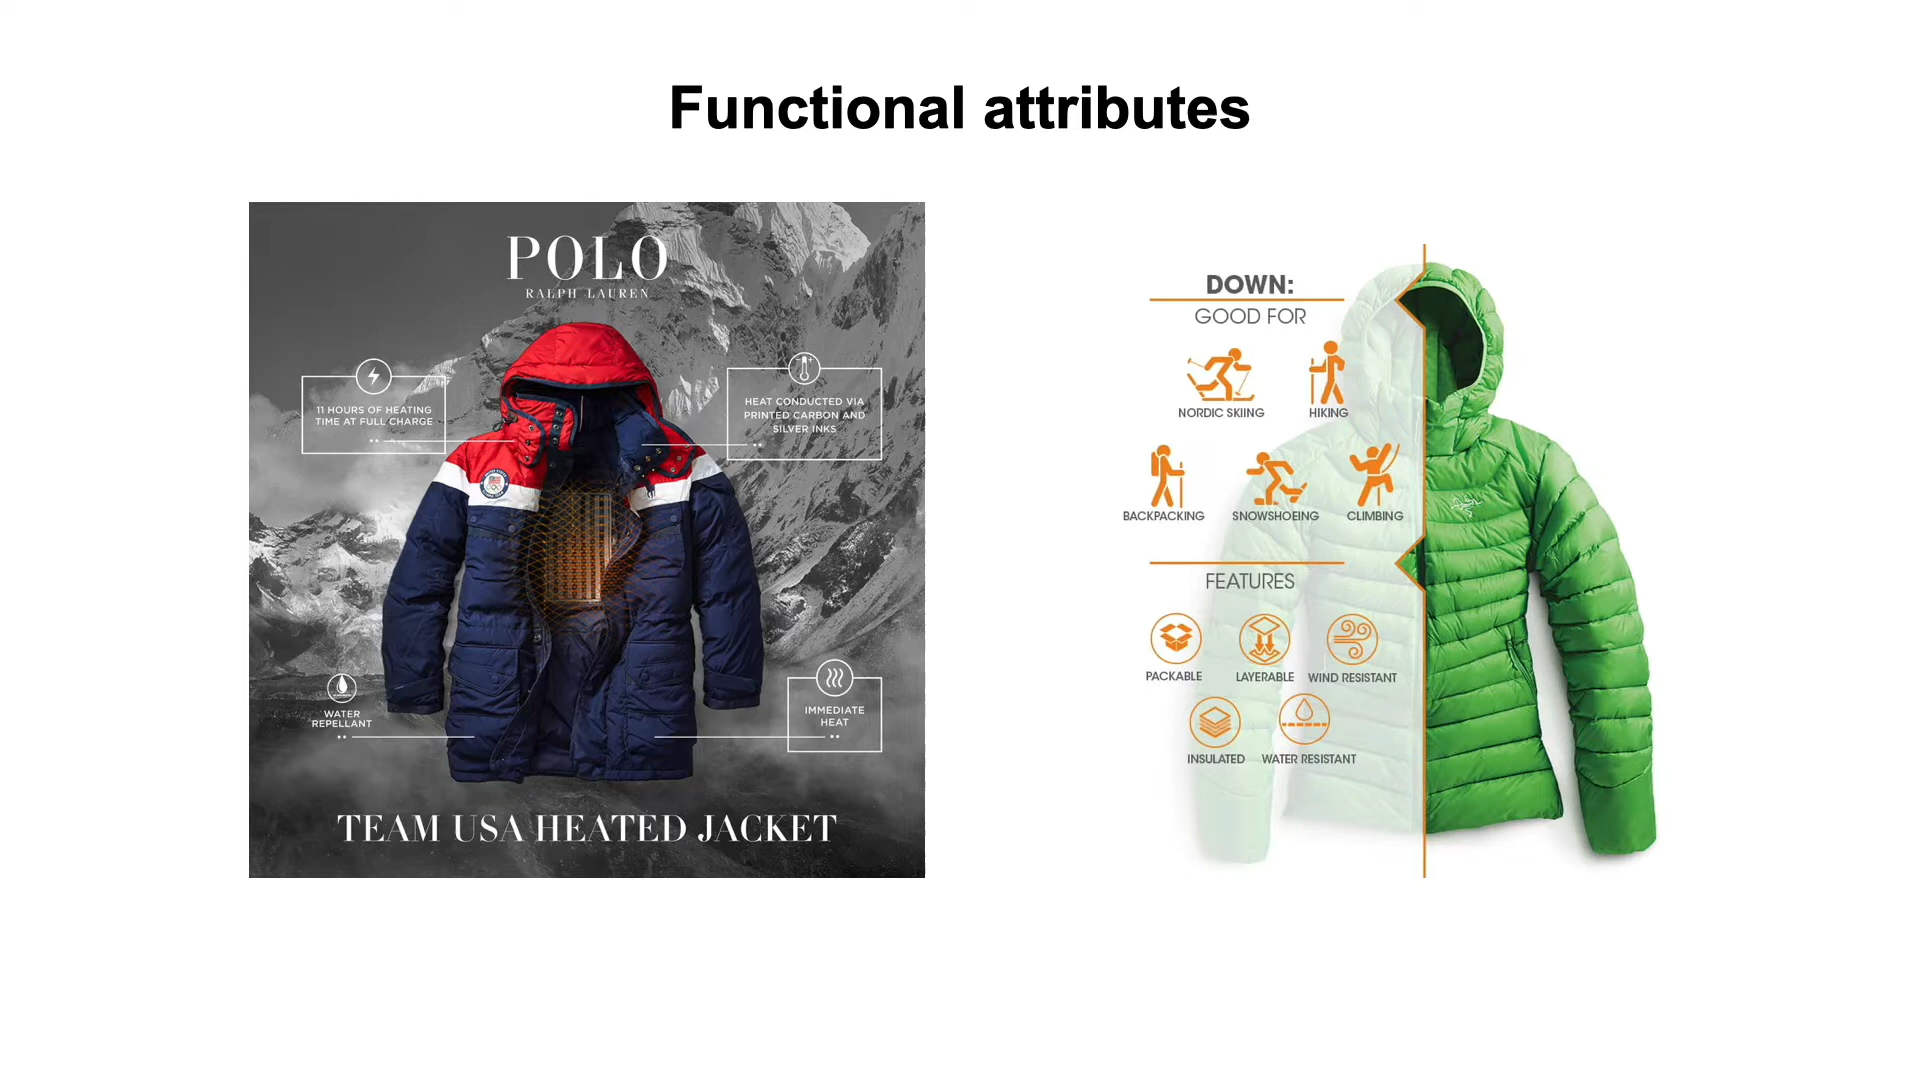 Functional attributes
POLO
RALPH LAUREN
11 HOURS OF HEATING
TIME AT FULL CHARGE
HEAT CONDUCTED VIA
PRINTED CARBON AND
SILVER INKS
WATER
REPELLANT
IMMEDIATE
HEAT
TEAM USA HEATED JACKET
DOWN:
GOOD FOR
NORDIC SKIING
HIKING
BACKPACKING
SNOWSHOEING
CLIMBING
FEATURES
PACKABLE
LAYERABLE
WIND RESISTANT
INSULATED
WATER RESISTANT